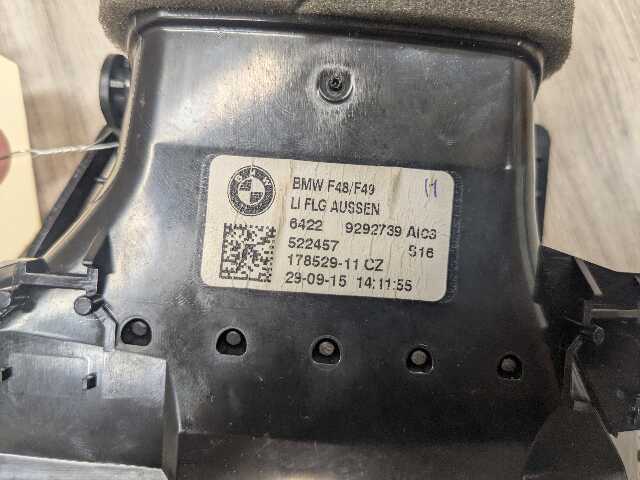 BMW F48/F49
LI FLG AUSSEN
6422 9292739 AIC3
522457 S16
178529-11 CZ
29-09-15 14:11:55